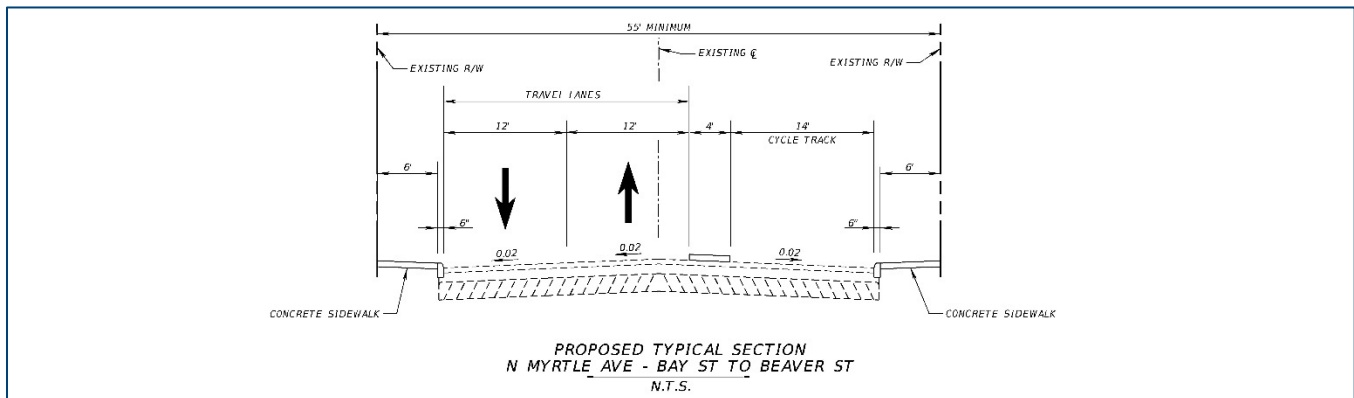 55' MINIMUM
EXISTING ℄
EXISTING R/W
EXISTING R/W
TRAVEL LANES
12'
12'
4'
14'
CYCLE TRACK
6'
6'
6"
6"
0.02
0.02
0.02
CONCRETE SIDEWALK
CONCRETE SIDEWALK
PROPOSED TYPICAL SECTION
N MYRTLE AVE - BAY ST TO BEAVER ST
N.T.S.